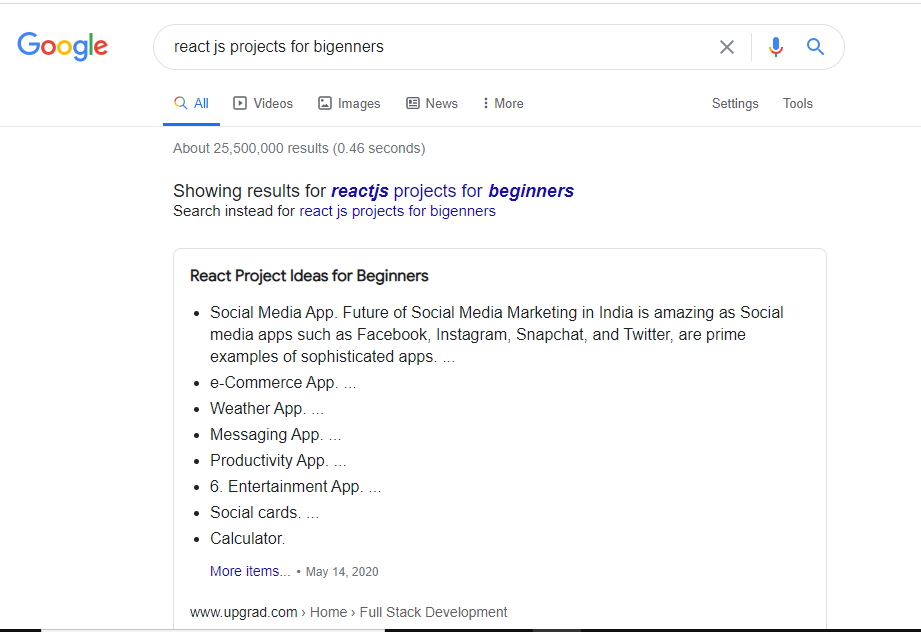 Google
react js projects for bigenners
All Videos Images News More Settings Tools
About 25,500,000 results (0.46 seconds)
Showing results for reactjs projects for beginners
Search instead for react js projects for bigenners
React Project Ideas for Beginners
• Social Media App. Future of Social Media Marketing in India is amazing as Social
media apps such as Facebook, Instagram, Snapchat, and Twitter, are prime
examples of sophisticated apps. ...
• e-Commerce App. ...
• Weather App. ...
• Messaging App. ...
• Productivity App. ...
• 6. Entertainment App. ...
• Social cards. ...
• Calculator.
More items... • May 14, 2020
www.upgrad.com › Home › Full Stack Development